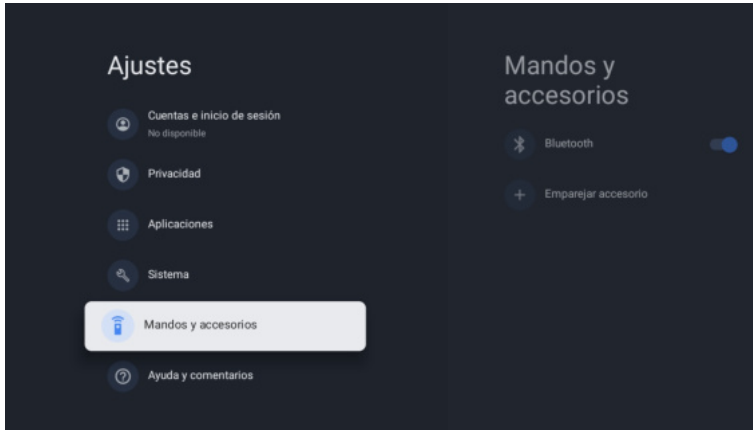 Ajustes
Cuentas e inicio de sesión
No disponible
Privacidad
Aplicaciones
Sistema
Mandos y accesorios
Ayuda y comentarios
Mandos y
accesorios
Bluetooth
Emparejar accesorio